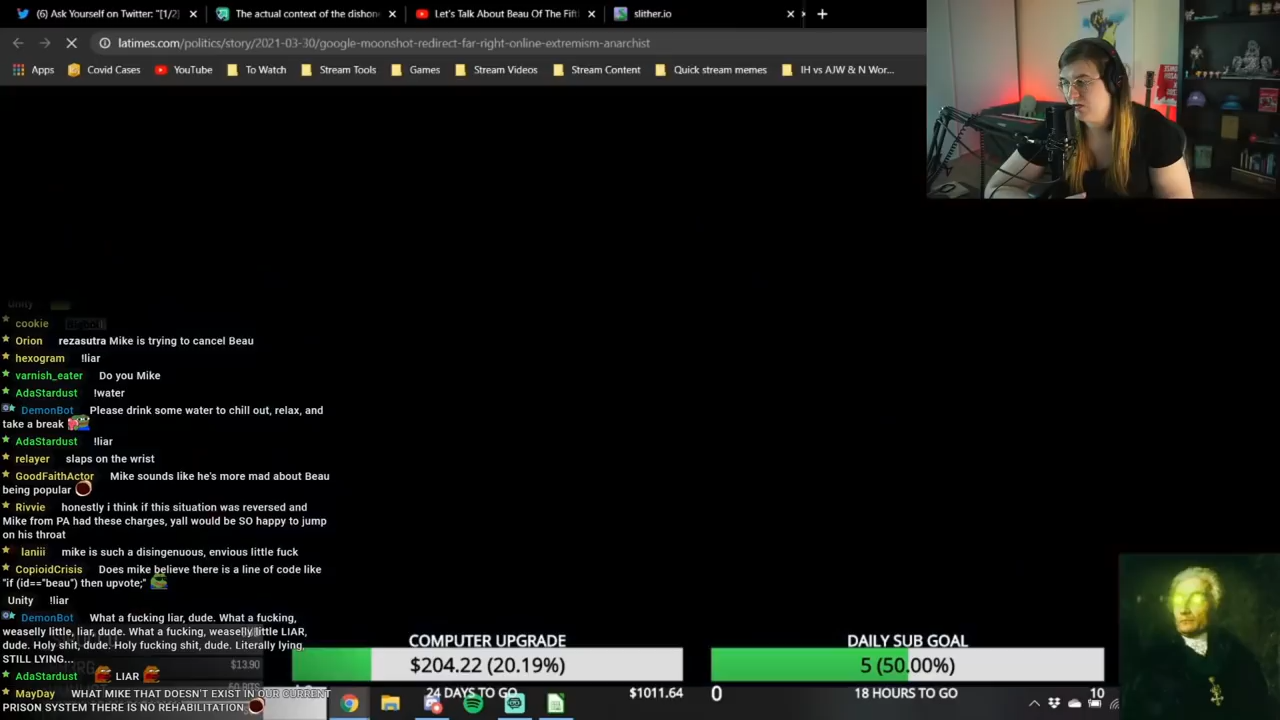 (6) Ask Yourself on Twitter: "[1/2] The actual context of the dishone Let's Talk About Beau Of The Fift slither.io
latimes.com/politics/story/2021-03-30/google-moonshot-redirect-far-right-online-extremism-anarchist
Apps Covid Cases YouTube To Watch Stream Tools Games Stream Videos Stream Content Quick stream memes IH vs AJW & N Wor...
Unity
cookie
Orion rezasutra Mike is trying to cancel Beau
hexogram !liar
varnish_eater Do you Mike
AdaStardust !water
DemonBot Please drink some water to chill out, relax, and
take a break
AdaStardust !liar
relayer slaps on the wrist
GoodFaithActor Mike sounds like he's more mad about Beau
being popular
Rivvie honestly i think if this situation was reversed and
Mike from PA had these charges, yall would be SO happy to jump
on his throat
laniii mike is such a disingenuous, envious little fuck
CopioidCrisis Does mike believe there is a line of code like
"if (id=="beau") then upvote;"
Unity !liar
DemonBot What a fucking liar, dude. What a fucking,
weaselly little, liar, dude. What a fucking, weaselly little LIAR,
dude. Holy shit, dude. Holy fucking shit, dude. Literally lying,
STILL LYING...
AdaStardust LIAR
MayDay WHAT MIKE THAT DOESN'T EXIST IN OUR CURRENT
PRISON SYSTEM THERE IS NO REHABILITATION
$13.90
50 BITS
COMPUTER UPGRADE
$204.22 (20.19%)
24 DAYS TO GO
$1011.64
DAILY SUB GOAL
5 (50.00%)
0 18 HOURS TO GO 10